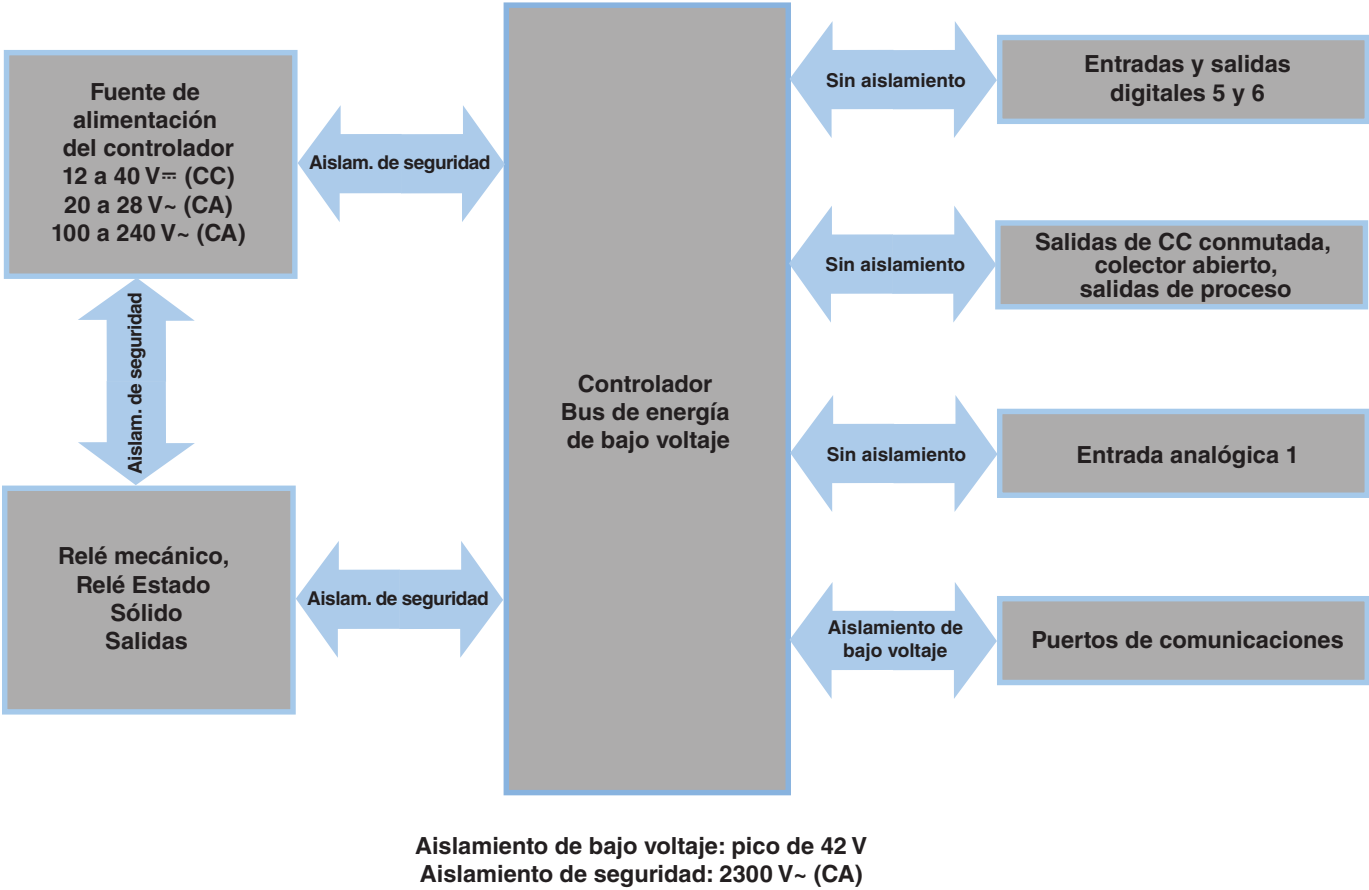 Fuente de
alimentación
del controlador
12 a 40 V⎓ (CC)
20 a 28 V~ (CA)
100 a 240 V~ (CA)
Aislam. de seguridad
Aislam. de seguridad
Relé mecánico,
Relé Estado
Sólido
Salidas
Aislam. de seguridad
Controlador
Bus de energía
de bajo voltaje
Sin aislamiento
Entradas y salidas
digitales 5 y 6
Sin aislamiento
Salidas de CC conmutada,
colector abierto,
salidas de proceso
Sin aislamiento
Entrada analógica 1
Aislamiento de
bajo voltaje
Puertos de comunicaciones
Aislamiento de bajo voltaje: pico de 42 V
Aislamiento de seguridad: 2300 V~ (CA)